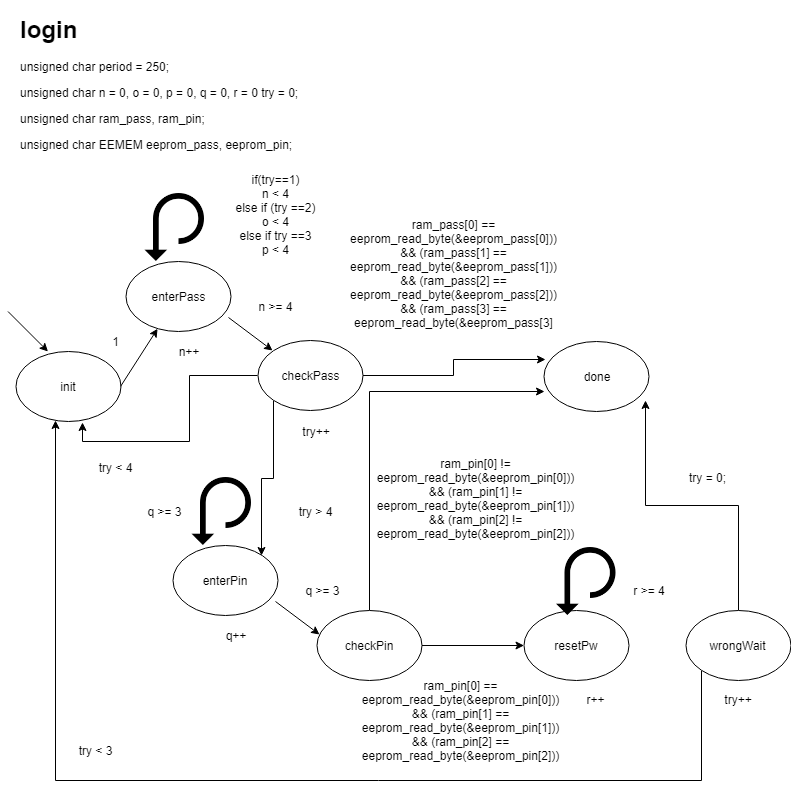 login
unsigned char period = 250;
unsigned char n = 0, o = 0, p = 0, q = 0, r = 0 try = 0;
unsigned char ram_pass, ram_pin;
unsigned char EEMEM eeprom_pass, eeprom_pin;
if(try==1)
n < 4
else if (try ==2)
o < 4
else if try ==3
p < 4
ram_pass[0] ==
eeprom_read_byte(&eeprom_pass[0]))
&& (ram_pass[1] ==
eeprom_read_byte(&eeprom_pass[1]))
&& (ram_pass[2] ==
eeprom_read_byte(&eeprom_pass[2]))
&& (ram_pass[3] ==
eeprom_read_byte(&eeprom_pass[3]
enterPass
n >= 4
1
n++
init
checkPass
done
try++
try < 4
ram_pin[0] !=
eeprom_read_byte(&eeprom_pin[0]))
&& (ram_pin[1] !=
eeprom_read_byte(&eeprom_pin[1]))
&& (ram_pin[2] !=
eeprom_read_byte(&eeprom_pin[2]))
try = 0;
q >= 3
try > 4
enterPin
q >= 3
r >= 4
q++
checkPin
resetPw
wrongWait
ram_pin[0] ==
eeprom_read_byte(&eeprom_pin[0]))
&& (ram_pin[1] ==
eeprom_read_byte(&eeprom_pin[1]))
&& (ram_pin[2] ==
eeprom_read_byte(&eeprom_pin[2]))
r++
try++
try < 3